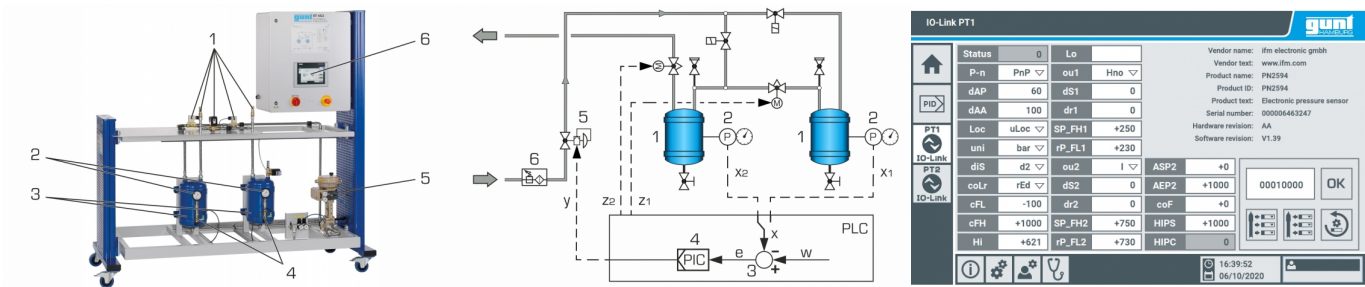 1
6
2
3
4
5
gunt
6
5
y
z2
z1
1
2
x2
1
2
x1
x
PLC
4
PIC
e
3
-
+
w
IO-Link PT1
gunt
HAMBURG
PID
PT1
IO-Link
PT2
IO-Link
Status 0 Lo
P-n PnP ou1 Hno
dAP 60 dS1 0
dAA 100 dr1 0
Loc uLoc SP_FH1 +250
uni bar rP_FL1 +230
diS d2 ou2 I ASP2 +0
coLr rEd dS2 0 AEP2 +1000
cFL -100 dr2 0 coF +0
cFH +1000 SP_FH2 +750 HIPS +1000
Hi +621 rP_FL2 +730 HIPC 0
Vendor name: ifm electronic gmbh
Vendor text: www.ifm.com
Product name: PN2594
Product ID: PN2594
Product text: Electronic pressure sensor
Serial number: 000006463247
Hardware revision: AA
Software revision: V1.39
00010000 OK
16:39:52
06/10/2020